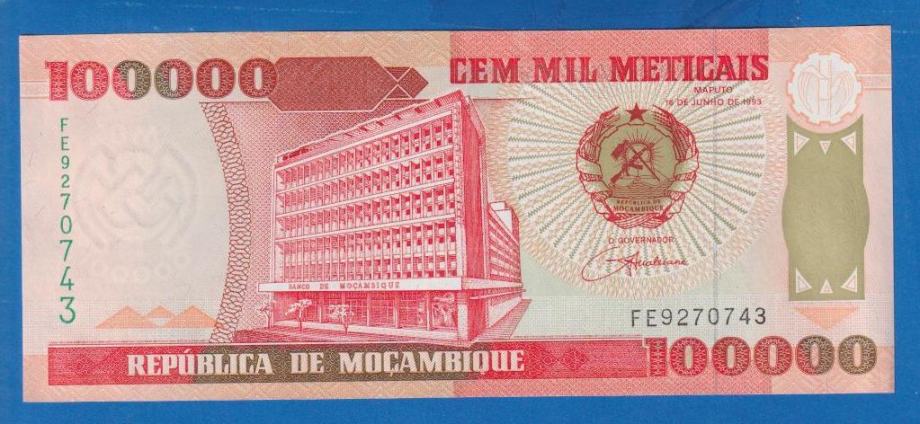 100000
CEM MIL METICAIS
MAPUTO
16 DE JUNHO DE 1993
FE9270743
REPÚBLICA DE MOÇAMBIQUE
O GOVERNADOR
BANCO DE MOÇAMBIQUE
FE9270743
REPÚBLICA DE MOÇAMBIQUE
100000